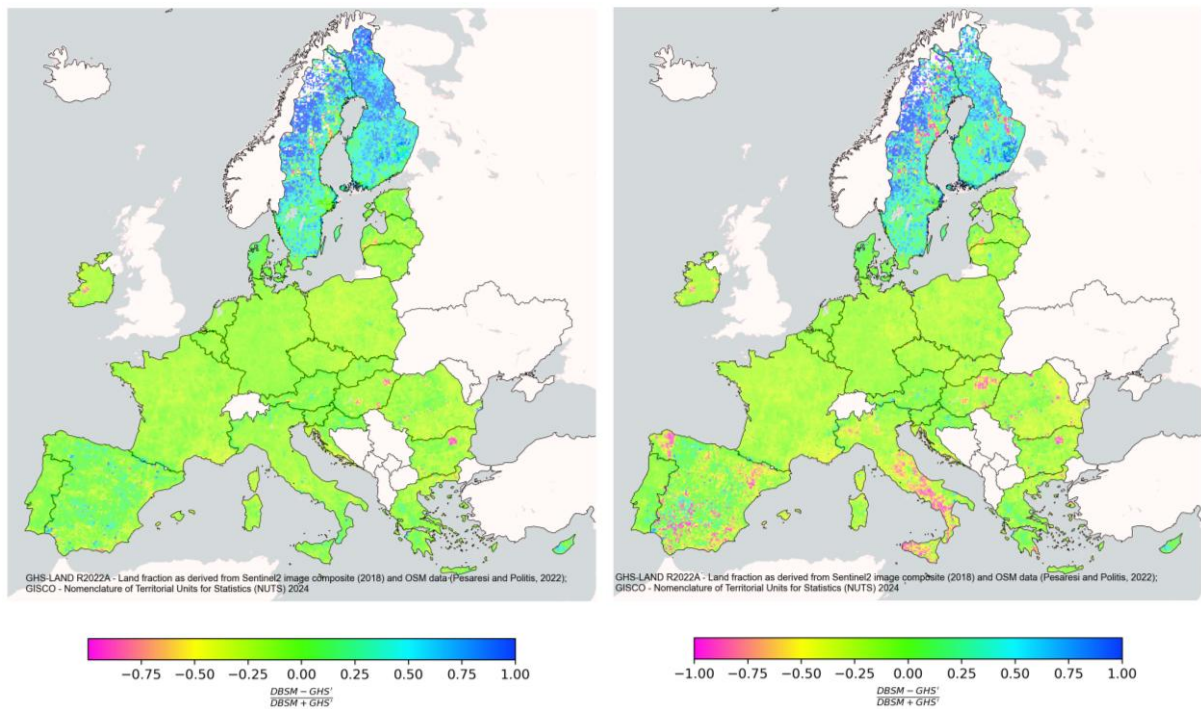 GHS-LAND R2022A - Land fraction as derived from Sentinel2 image composite (2018) and OSM data (Pesaresi and Politis, 2022);
GISCO - Nomenclature of Territorial Units for Statistics (NUTS) 2024
GHS-LAND R2022A - Land fraction as derived from Sentinel2 image composite (2018) and OSM data (Pesaresi and Politis, 2022);
GISCO - Nomenclature of Territorial Units for Statistics (NUTS) 2024
−0.75 −0.50 −0.25 0.00 0.25 0.50 0.75 1.00
DBSM − GHS'
DBSM + GHS'
−1.00 −0.75 −0.50 −0.25 0.00 0.25 0.50 0.75 1.00
DBSM − GHS'
DBSM + GHS'